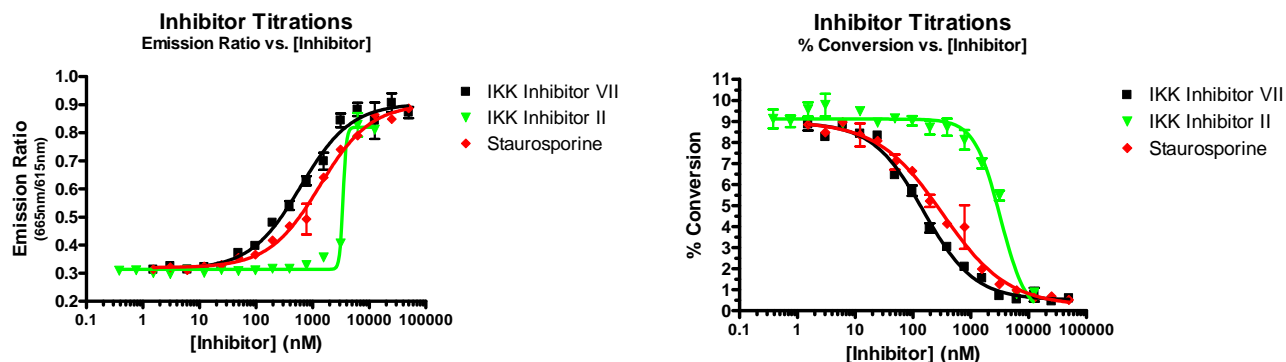 Inhibitor Titrations
Emission Ratio vs. [Inhibitor]
Emission Ratio
(665nm/615nm)
1.0
0.9
0.8
0.7
0.6
0.5
0.4
0.3
0.2
0.1 1 10 100 1000 10000 100000
[Inhibitor] (nM)
IKK Inhibitor VII
IKK Inhibitor II
Staurosporine
Inhibitor Titrations
% Conversion vs. [Inhibitor]
% Conversion
11
10
9
8
7
6
5
4
3
2
1
0
0.1 1 10 100 1000 10000 100000
[Inhibitor] (nM)
IKK Inhibitor VII
IKK Inhibitor II
Staurosporine